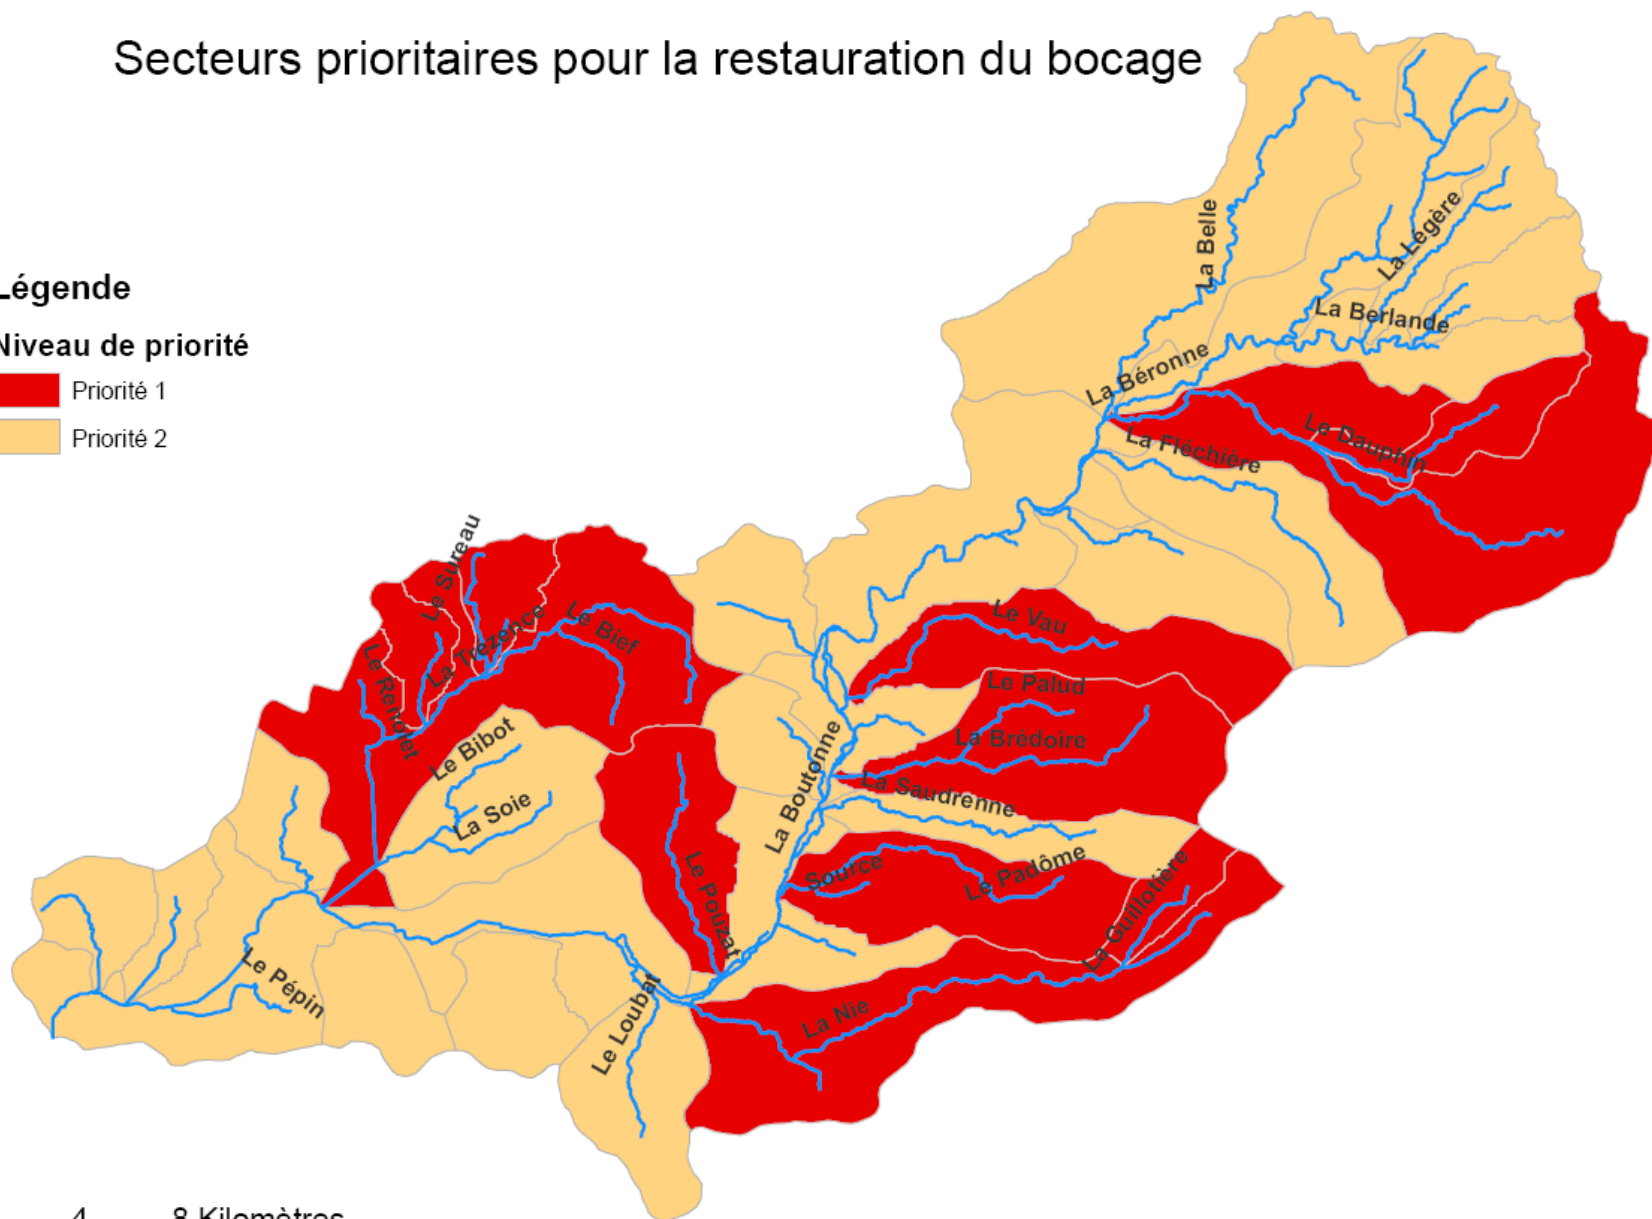 Secteurs prioritaires pour la restauration du bocage
Légende
Niveau de priorité
Priorité 1
Priorité 2
La Belle
La Légère
La Berlande
La Béronne
La Fléchière
Le Dauphin
Le Sureau
La Trézence
Le Bief
Le Renolet
Le Vau
Le Palud
La Brédoire
Le Bibot
La Soie
La Boutonne
La Saudrenne
Source
Le Padôme
La Guillotière
Le Pouzat
Le Pépin
Le Loubat
La Nie
4 8 Kilomètres